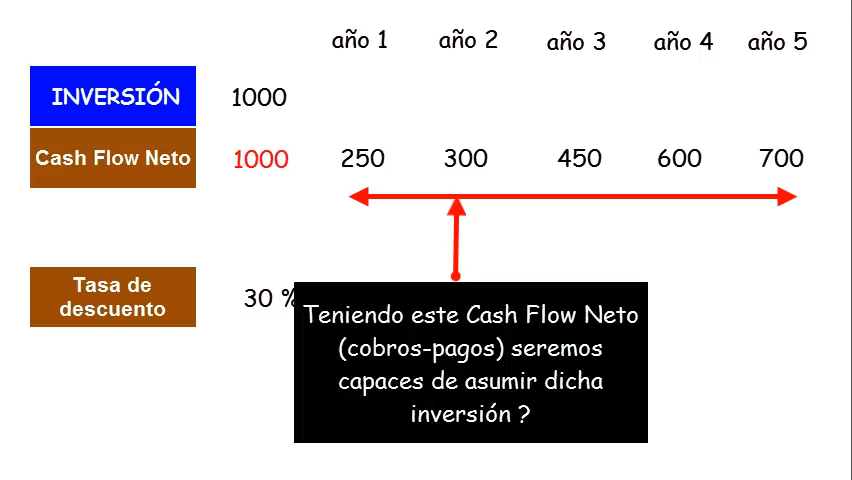 año 1 año 2 año 3 año 4 año 5
INVERSIÓN 1000
Cash Flow Neto 1000 250 300 450 600 700
Tasa de
descuento
30 %
Teniendo este Cash Flow Neto
(cobros-pagos) seremos
capaces de asumir dicha
inversión ?